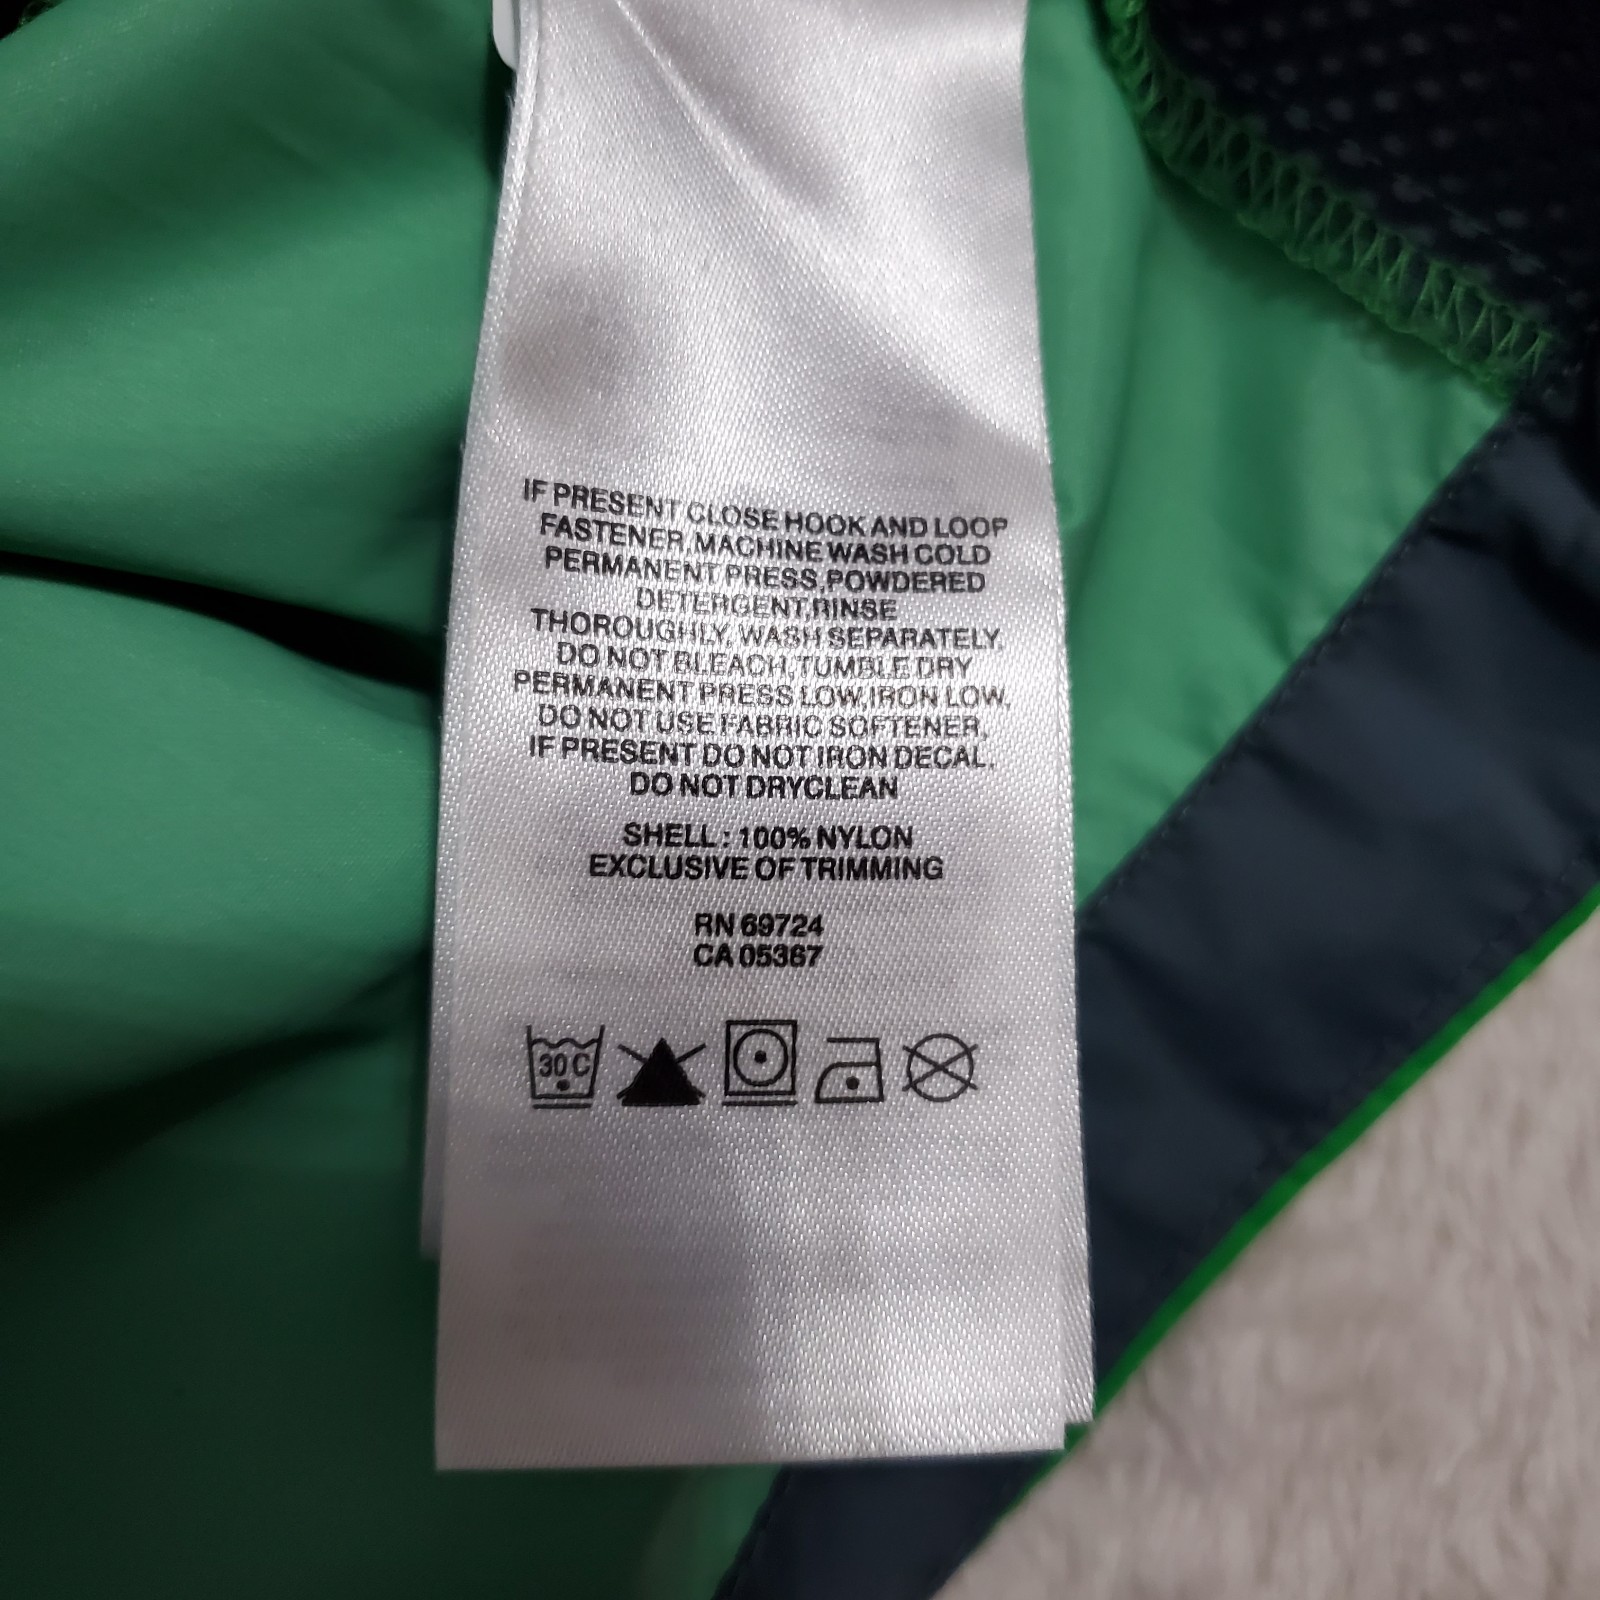 IF PRESENT CLOSE HOOK AND LOOP
FASTENER,MACHINE WASH COLD
PERMANENT PRESS,POWDERED
DETERGENT,RINSE
THOROUGHLY, WASH SEPARATELY,
DO NOT BLEACH,TUMBLE DRY
PERMANENT PRESS LOW,IRON LOW,
DO NOT USE FABRIC SOFTENER,
IF PRESENT DO NOT IRON DECAL,
DO NOT DRYCLEAN
SHELL : 100% NYLON
EXCLUSIVE OF TRIMMING
RN 69724
CA 05367
30 C